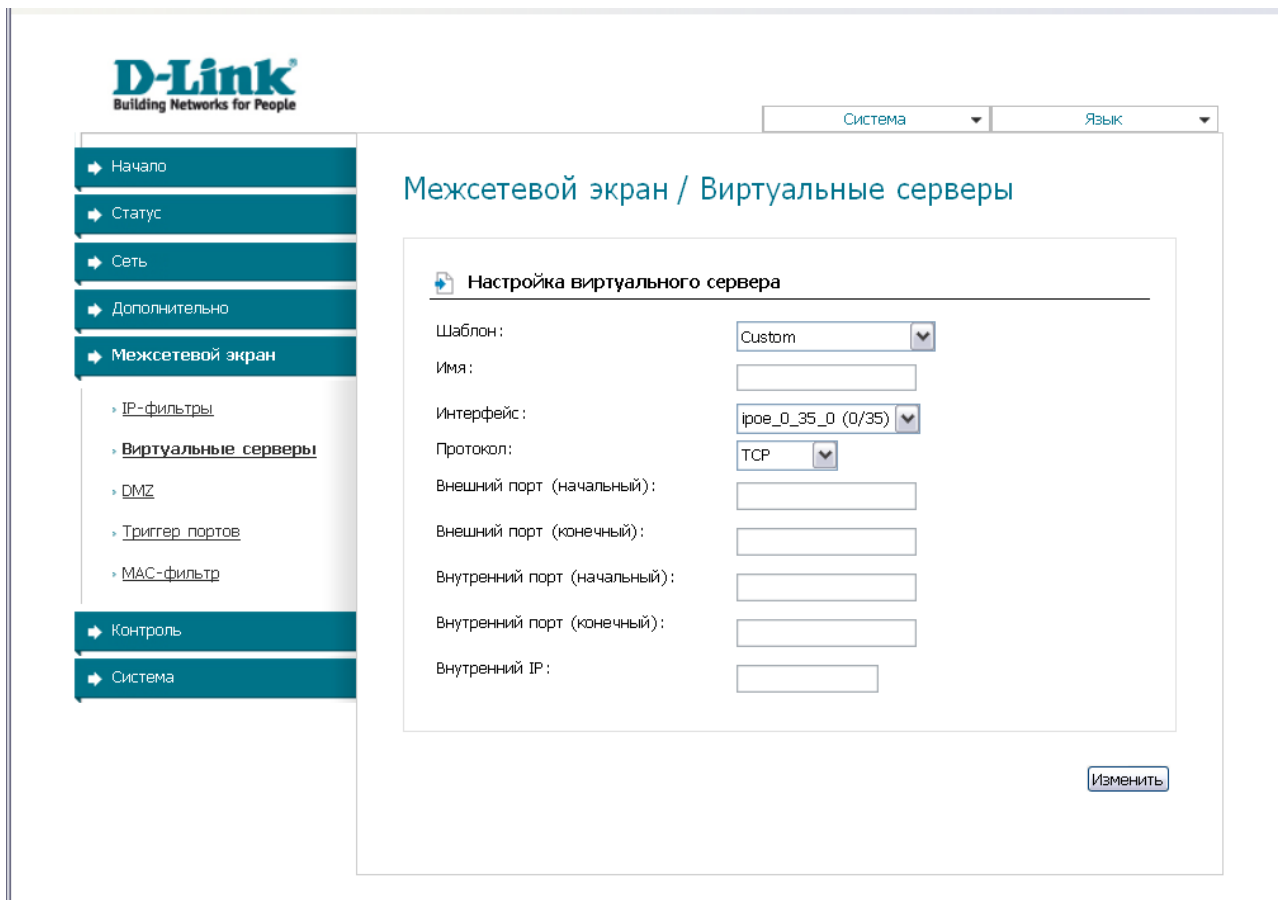 D-Link
Building Networks for People
Система
Язык
Начало
Статус
Сеть
Дополнительно
Межсетевой экран
IP-фильтры
Виртуальные серверы
DMZ
Триггер портов
MAC-фильтр
Контроль
Система
Межсетевой экран / Виртуальные серверы
Настройка виртуального сервера
Шаблон: Custom
Имя:
Интерфейс: ipoe_0_35_0 (0/35)
Протокол: TCP
Внешний порт (начальный):
Внешний порт (конечный):
Внутренний порт (начальный):
Внутренний порт (конечный):
Внутренний IP:
Изменить